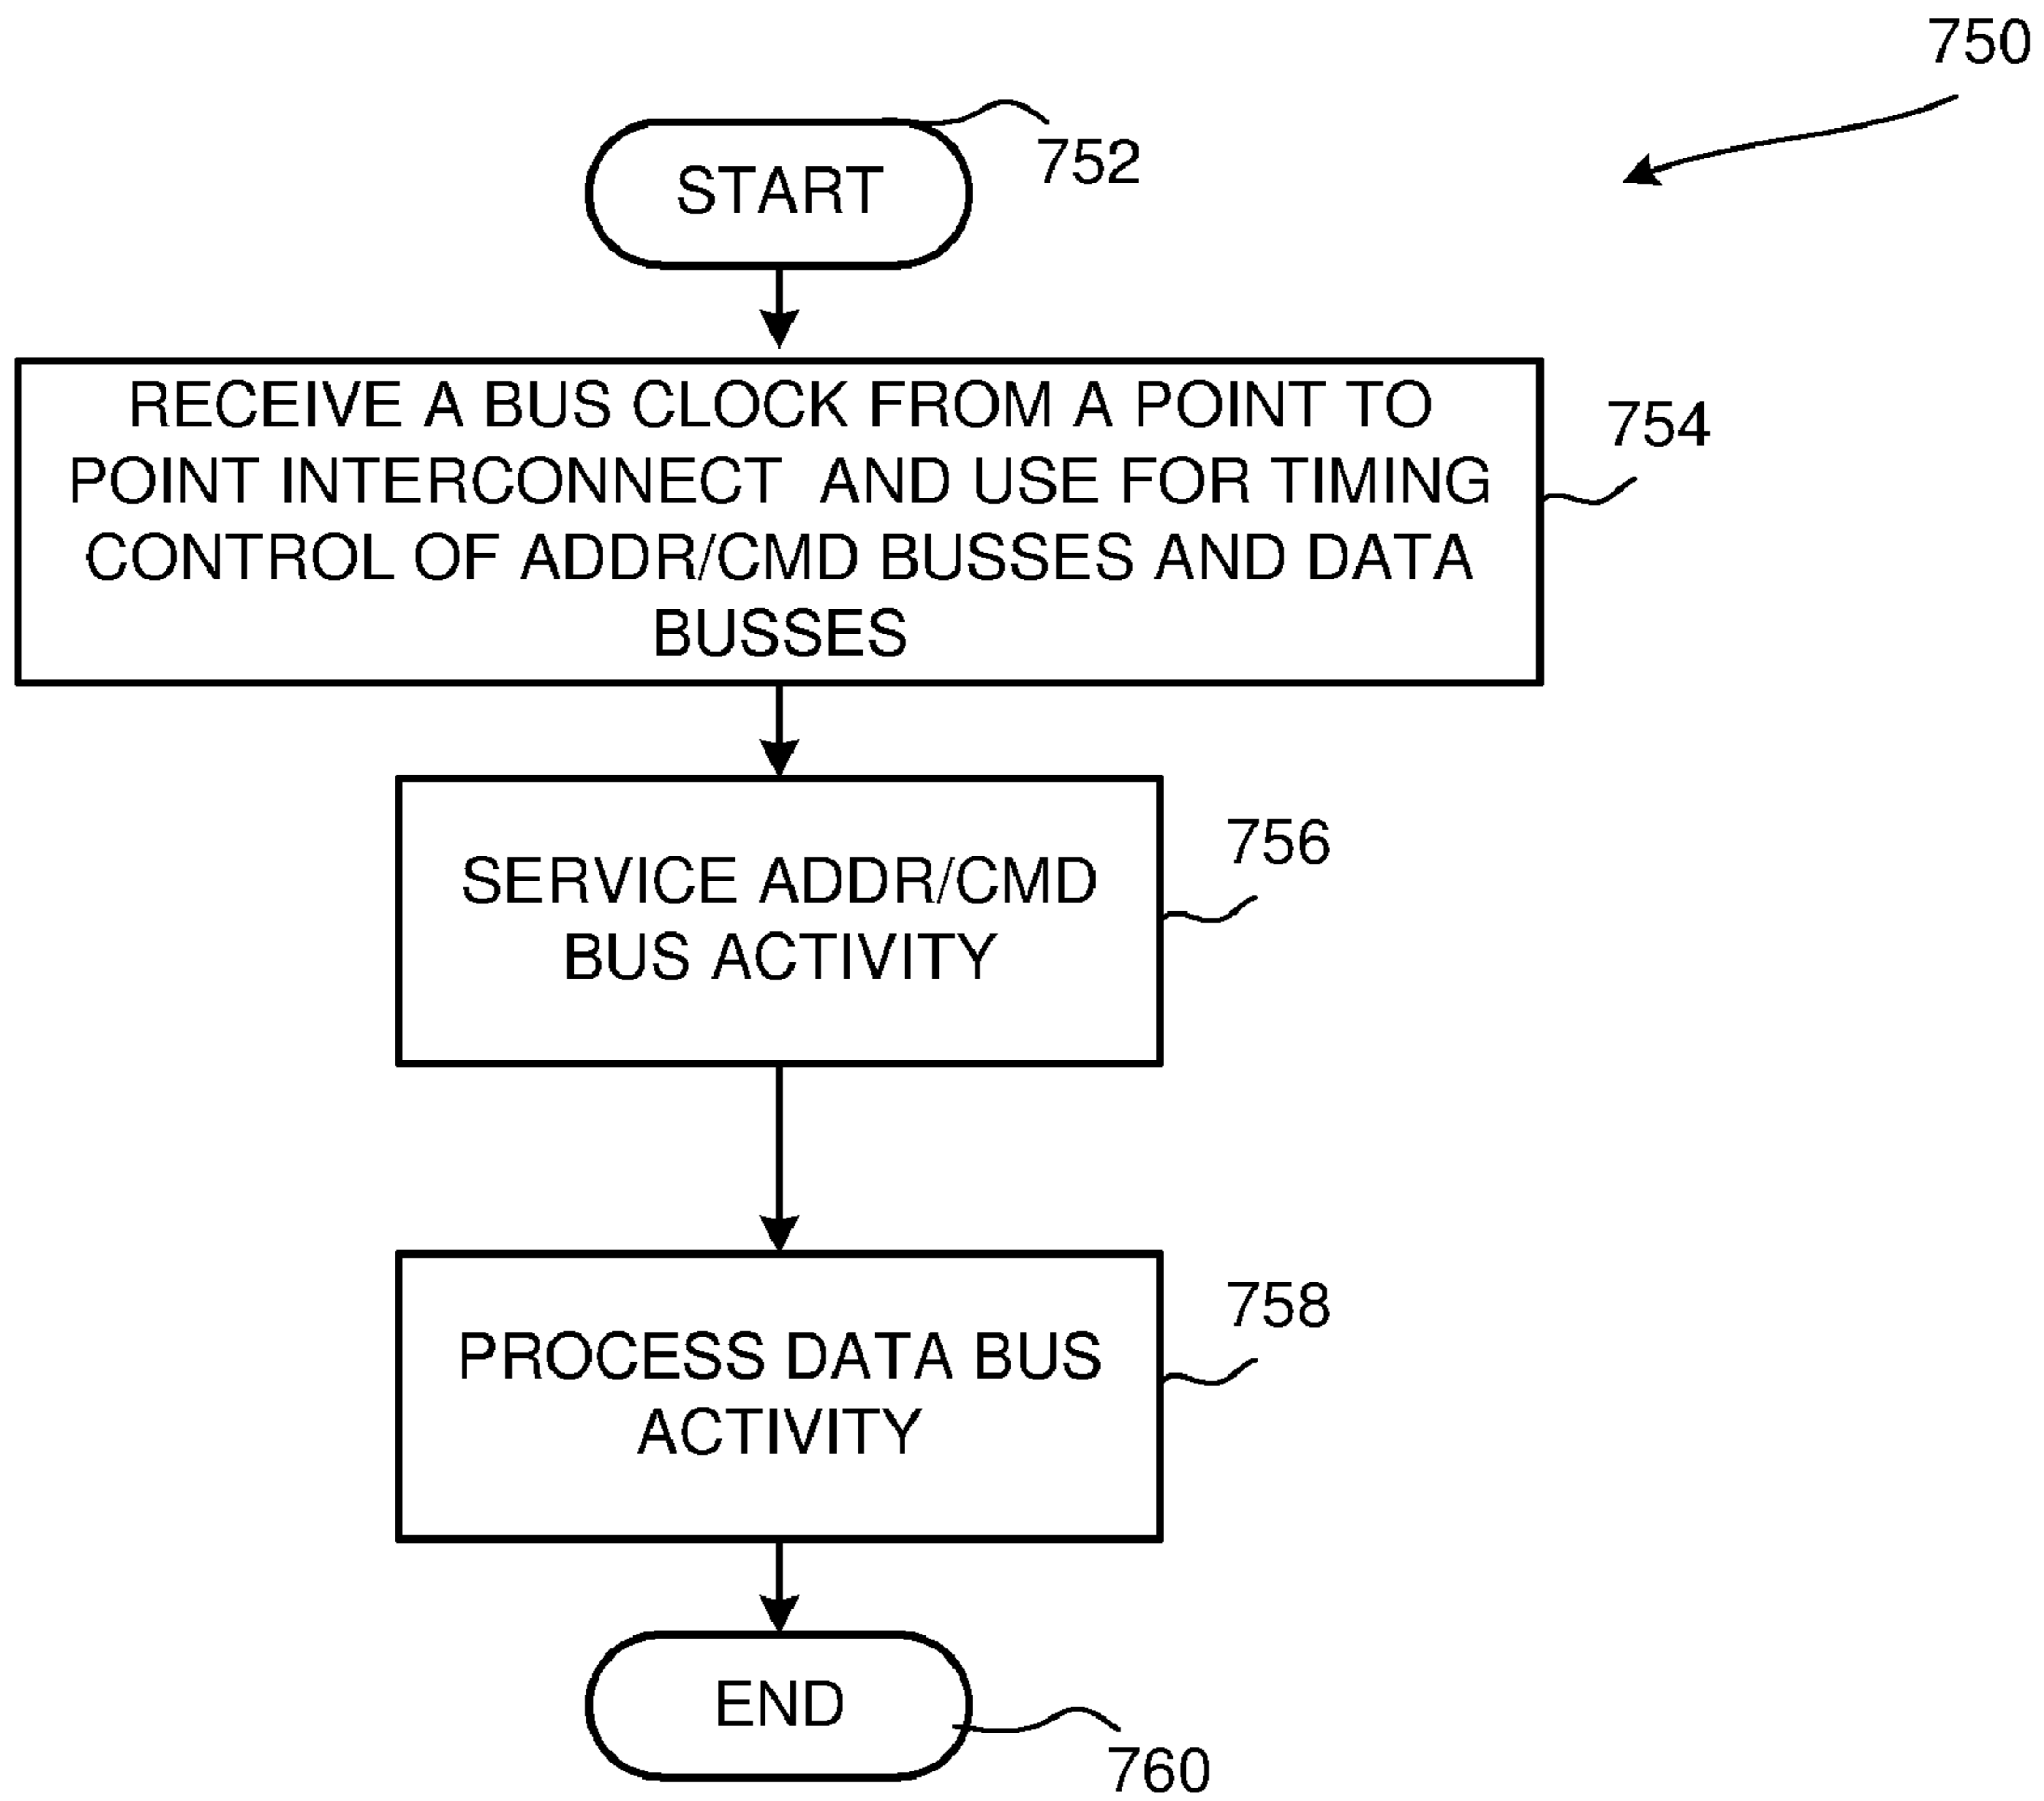 750
752
START
RECEIVE A BUS CLOCK FROM A POINT TO
POINT INTERCONNECT AND USE FOR TIMING
CONTROL OF ADDR/CMD BUSSES AND DATA
BUSSES
754
SERVICE ADDR/CMD
BUS ACTIVITY
756
PROCESS DATA BUS
ACTIVITY
758
END
760